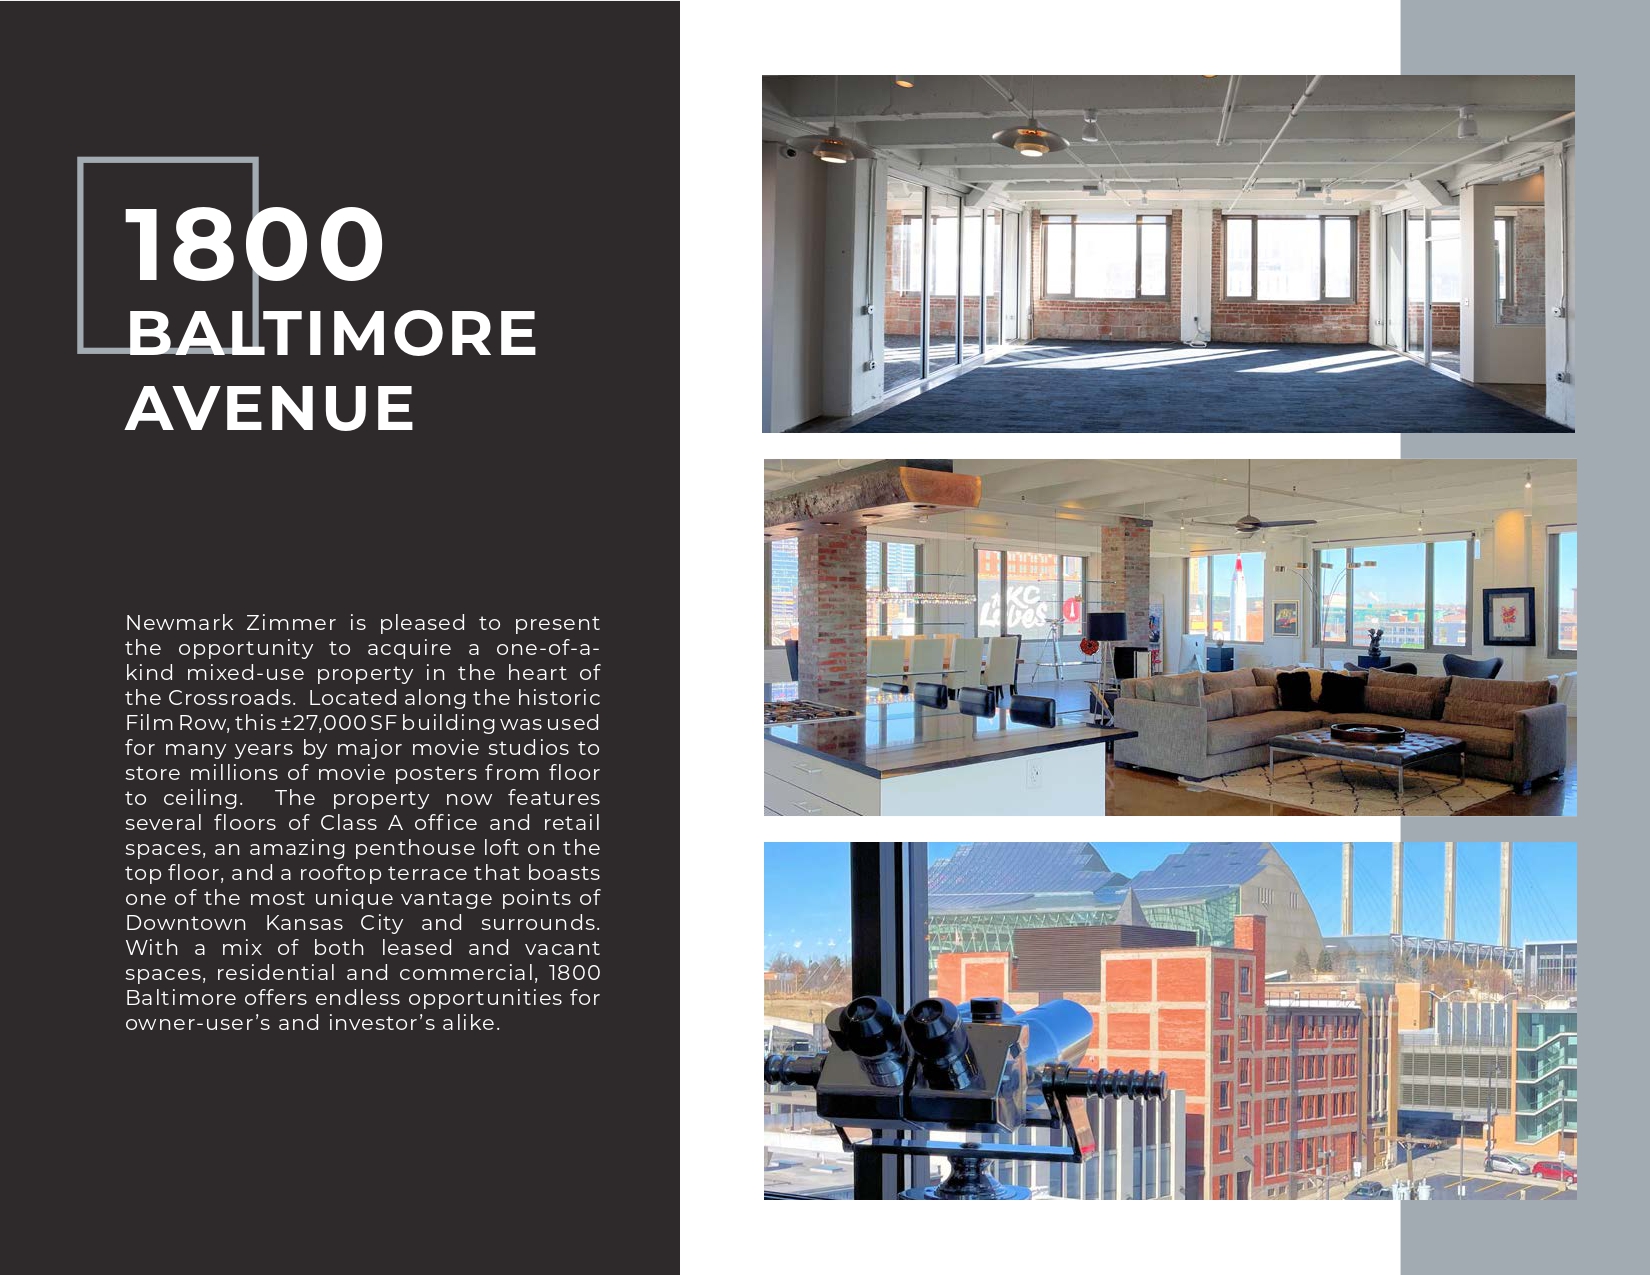 1800
BALTIMORE
AVENUE
Newmark Zimmer is pleased to present
the opportunity to acquire a one-of-a-
kind mixed-use property in the heart of
the Crossroads. Located along the historic
Film Row, this ±27,000 SF building was used
for many years by major movie studios to
store millions of movie posters from floor
to ceiling. The property now features
several floors of Class A office and retail
spaces, an amazing penthouse loft on the
top floor, and a rooftop terrace that boasts
one of the most unique vantage points of
Downtown Kansas City and surrounds.
With a mix of both leased and vacant
spaces, residential and commercial, 1800
Baltimore offers endless opportunities for
owner-user’s and investor’s alike.
KC
Loves